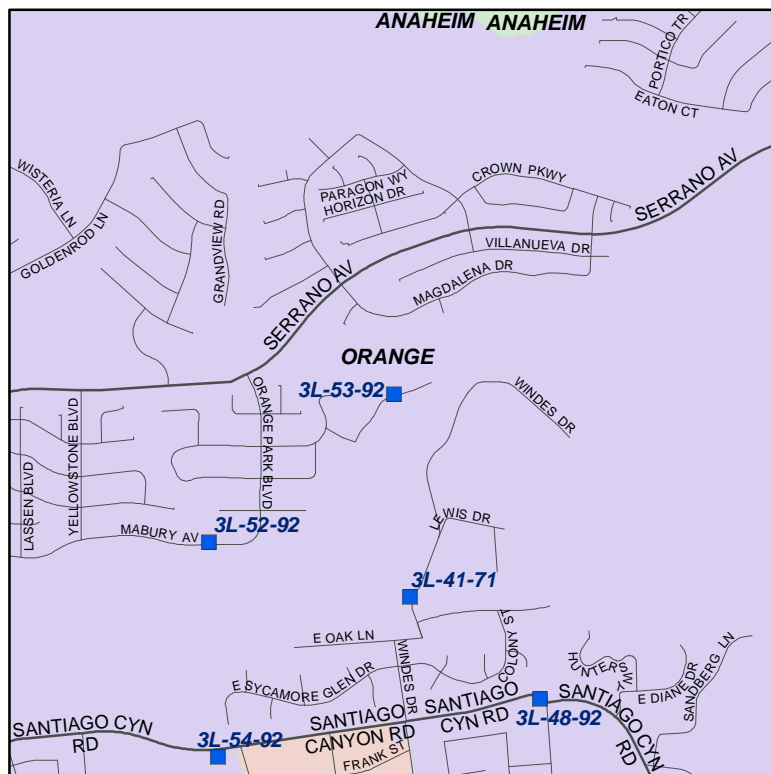 ANAHEIM ANAHEIM
PORTICO TR
EATON CT
WISTERIA LN
GOLDENROD LN
GRANDVIEW RD
PARAGON WY
HORIZON DR
CROWN PKWY
SERRANO AV
VILLANUEVA DR
MAGDALENA DR
SERRANO AV
ORANGE
3L-53-92
ORANGE PARK BLVD
WINDES DR
LASSEN BLVD
YELLOWSTONE BLVD
MABURY AV
3L-52-92
LEWIS DR
3L-41-71
E OAK LN
WINDES DR
COLONY ST
E SYCAMORE GLEN DR
HUNTERS WY
E DIANE DR
SANDBERG LN
SANTIAGO CYN
RD
3L-54-92
SANTIAGO
CANYON RD
SANTIAGO
CYN RD
FRANK ST
3L-48-92
SANTIAGO CYN
RD